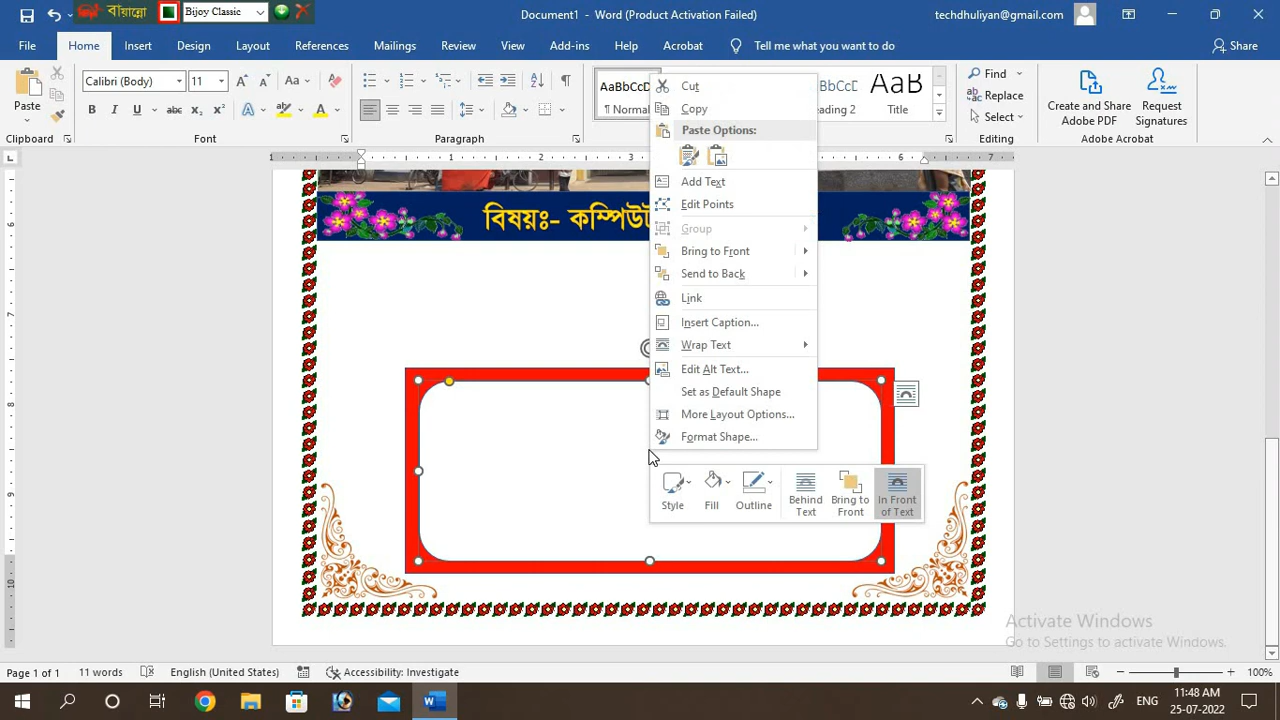 বায়ান্নো
Bijoy Classic
Document1 - Word (Product Activation Failed)
techdhuliyan@gmail.com
File Home Insert Design Layout References Mailings Review View Add-ins Help Acrobat Tell me what you want to do Share
Paste
Calibri (Body) 11
B I U abc
Clipboard Font Paragraph
AaBbCcD
¶ Normal
AaB
Title
Find
Replace
Select
Editing
Create and Share Adobe PDF
Request Signatures
Adobe Acrobat
Cut
Copy
Paste Options:
Add Text
Edit Points
Group
Bring to Front
Send to Back
Link
Insert Caption...
Wrap Text
Edit Alt Text...
Set as Default Shape
More Layout Options...
Format Shape...
Style Fill Outline Behind Text Bring to Front In Front of Text
বিষয়ঃ- কম্পিউট
Activate Windows
Go to Settings to activate Windows.
Page 1 of 1 11 words English (United States) Accessibility: Investigate 100%
ENG 11:48 AM
25-07-2022